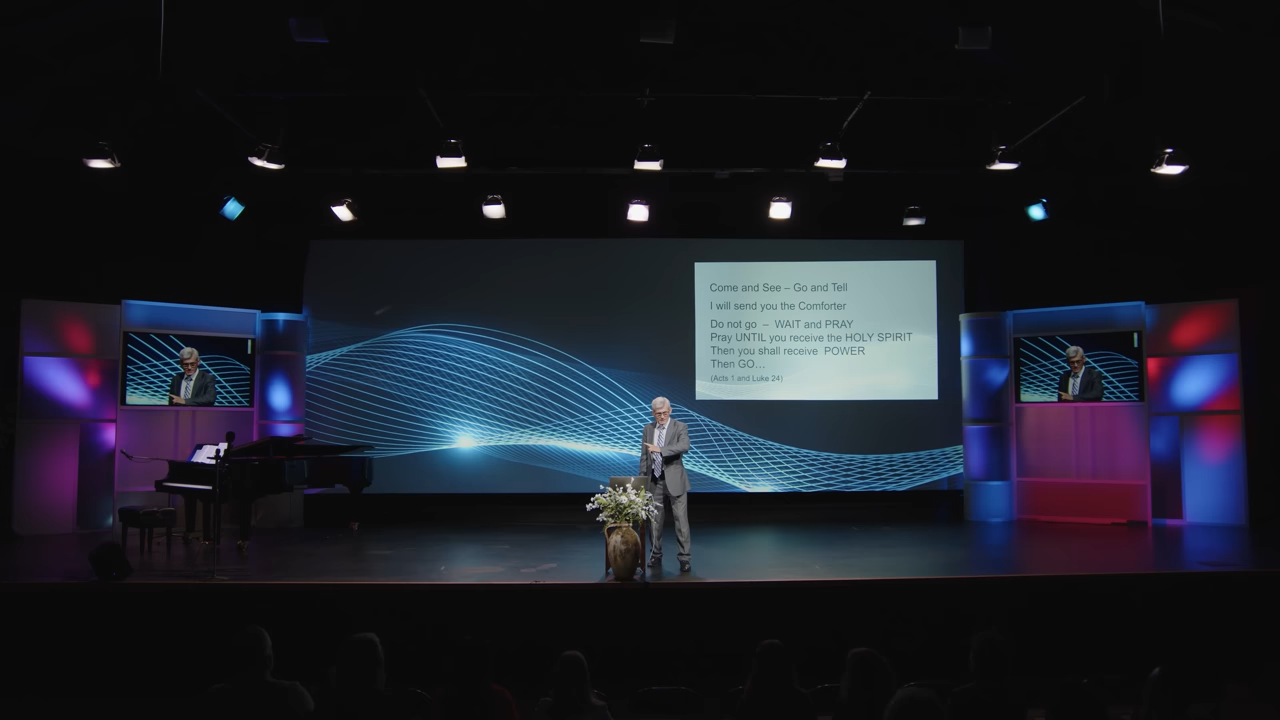 Come and See – Go and Tell
I will send you the Comforter
Do not go – WAIT and PRAY
Pray UNTIL you receive the HOLY SPIRIT
Then you shall receive POWER
Then GO...
(Acts 1 and Luke 24)